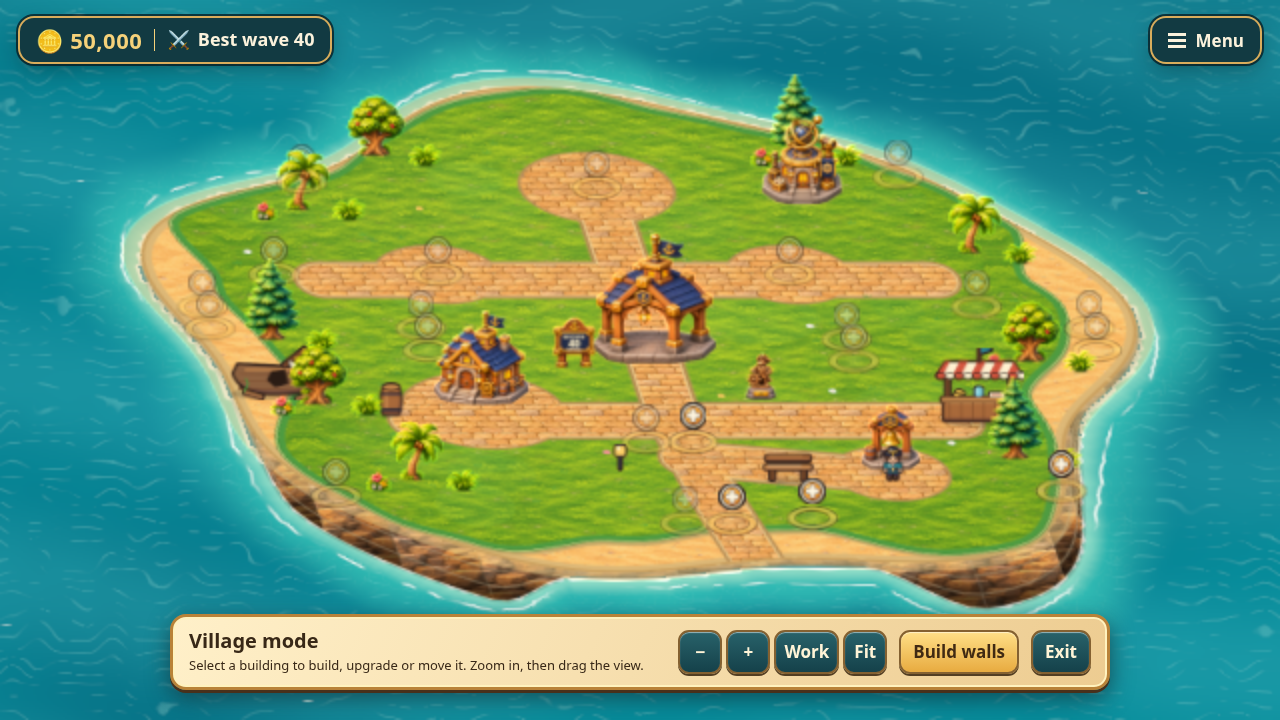 50,000
Best wave 40
Menu
40
Village mode
Select a building to build, upgrade or move it. Zoom in, then drag the view.
−
+
Work
Fit
Build walls
Exit